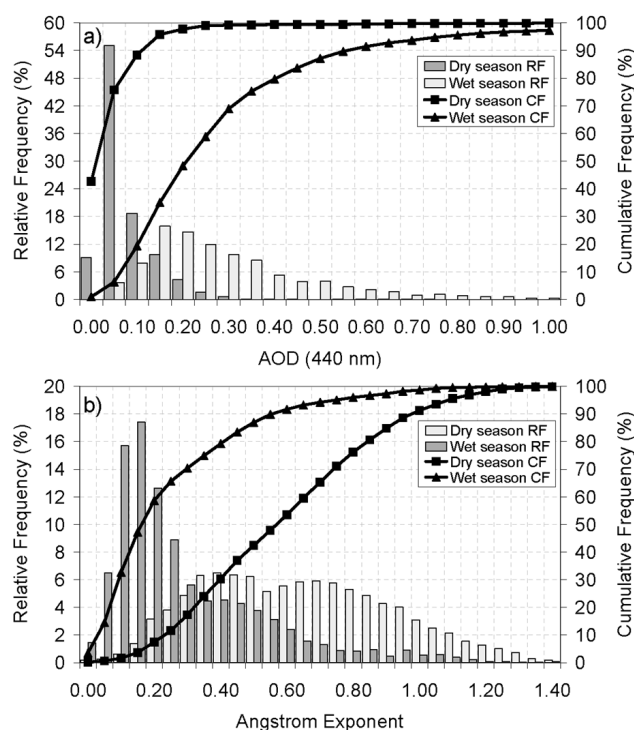 a)
Relative Frequency (%)
60
54
48
42
36
30
24
18
12
6
0
Dry season RF
Wet season RF
Dry season CF
Wet season CF
100
90
80
70
60
50
40
30
20
10
0
Cumulative Frequency (%)
0.00 0.10 0.20 0.30 0.40 0.50 0.60 0.70 0.80 0.90 1.00
AOD (440 nm)
b)
Relative Frequency (%)
20
18
16
14
12
10
8
6
4
2
0
Dry season RF
Wet season RF
Dry season CF
Wet season CF
100
90
80
70
60
50
40
30
20
10
0
Cumulative Frequency (%)
0.00 0.20 0.40 0.60 0.80 1.00 1.20 1.40
Angstrom Exponent